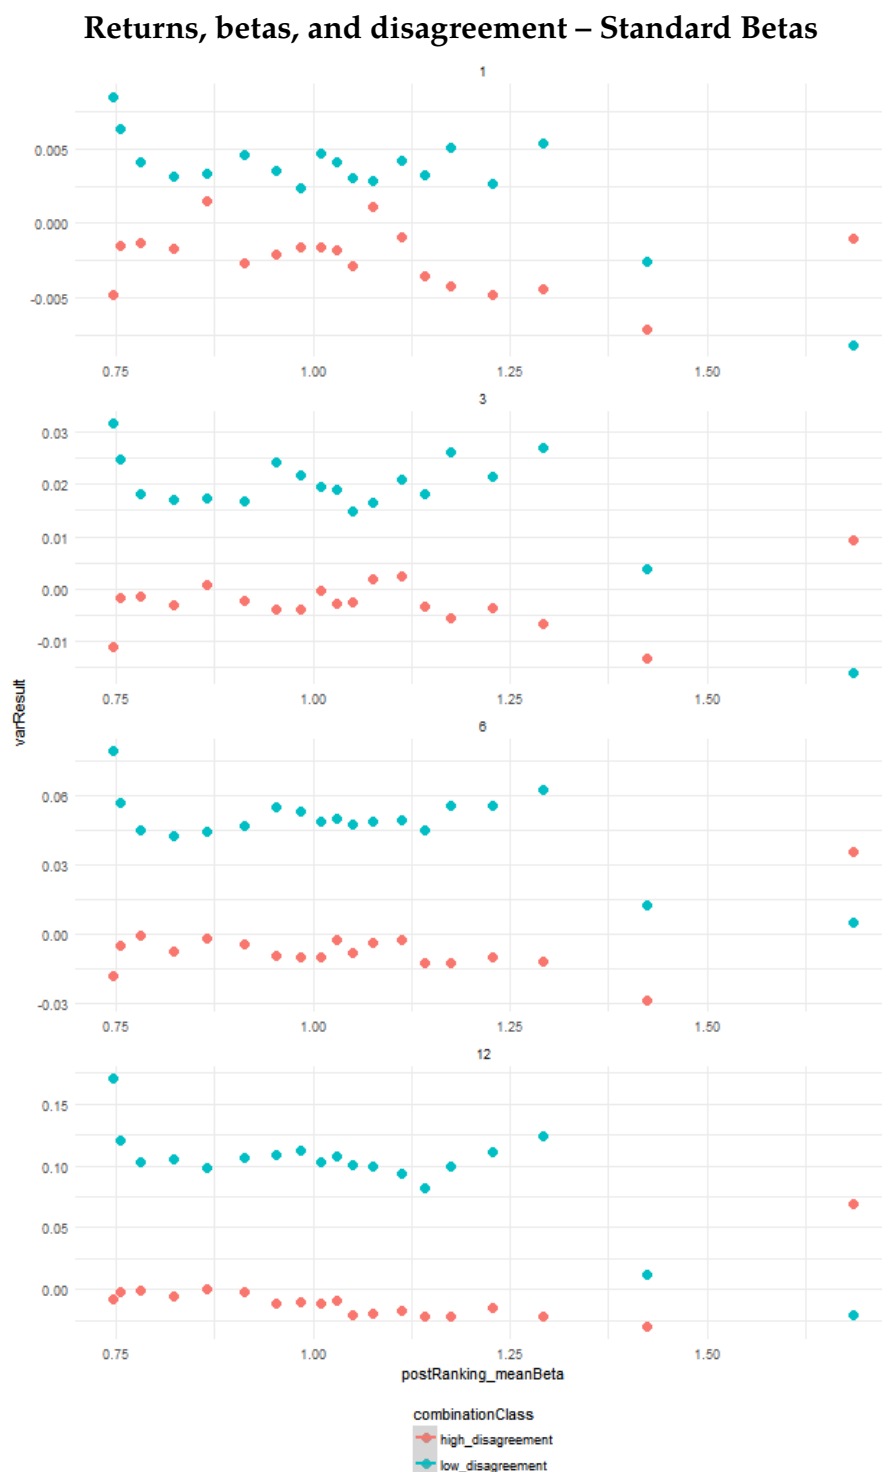 Returns, betas, and disagreement – Standard Betas
1
0.005
0.000
-0.005
0.75 1.00 1.25 1.50
3
0.03
0.02
0.01
0.00
-0.01
0.75 1.00 1.25 1.50
varResult
6
0.06
0.03
0.00
-0.03
0.75 1.00 1.25 1.50
12
0.15
0.10
0.05
0.00
0.75 1.00 1.25 1.50
postRanking_meanBeta
combinationClass
high_disagreement
low_disagreement